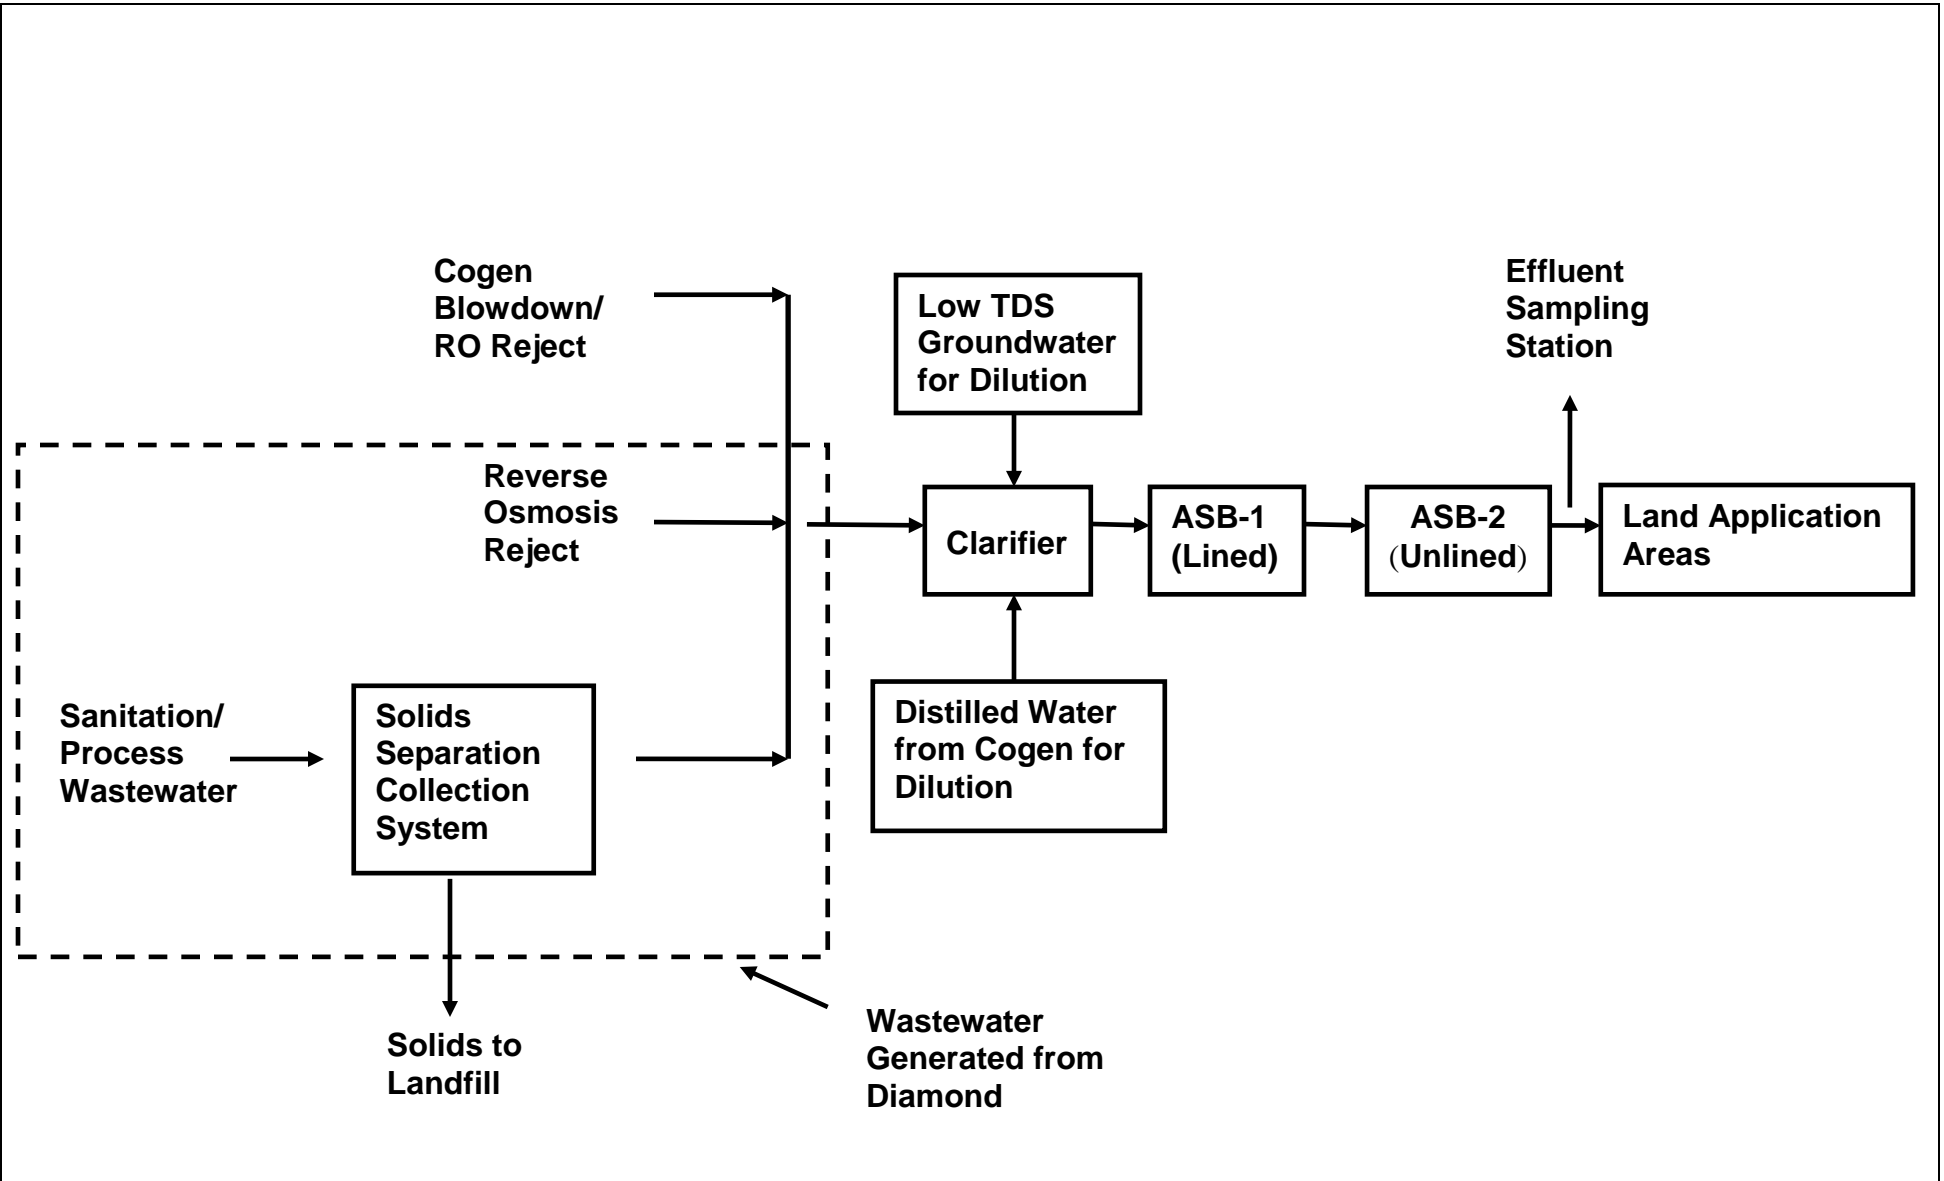 Cogen
Blowdown/
RO Reject
Low TDS
Groundwater
for Dilution
Effluent
Sampling
Station
Reverse
Osmosis
Reject
Clarifier
ASB-1
(Lined)
ASB-2
(Unlined)
Land Application
Areas
Sanitation/
Process
Wastewater
Solids
Separation
Collection
System
Distilled Water
from Cogen for
Dilution
Solids to
Landfill
Wastewater
Generated from
Diamond